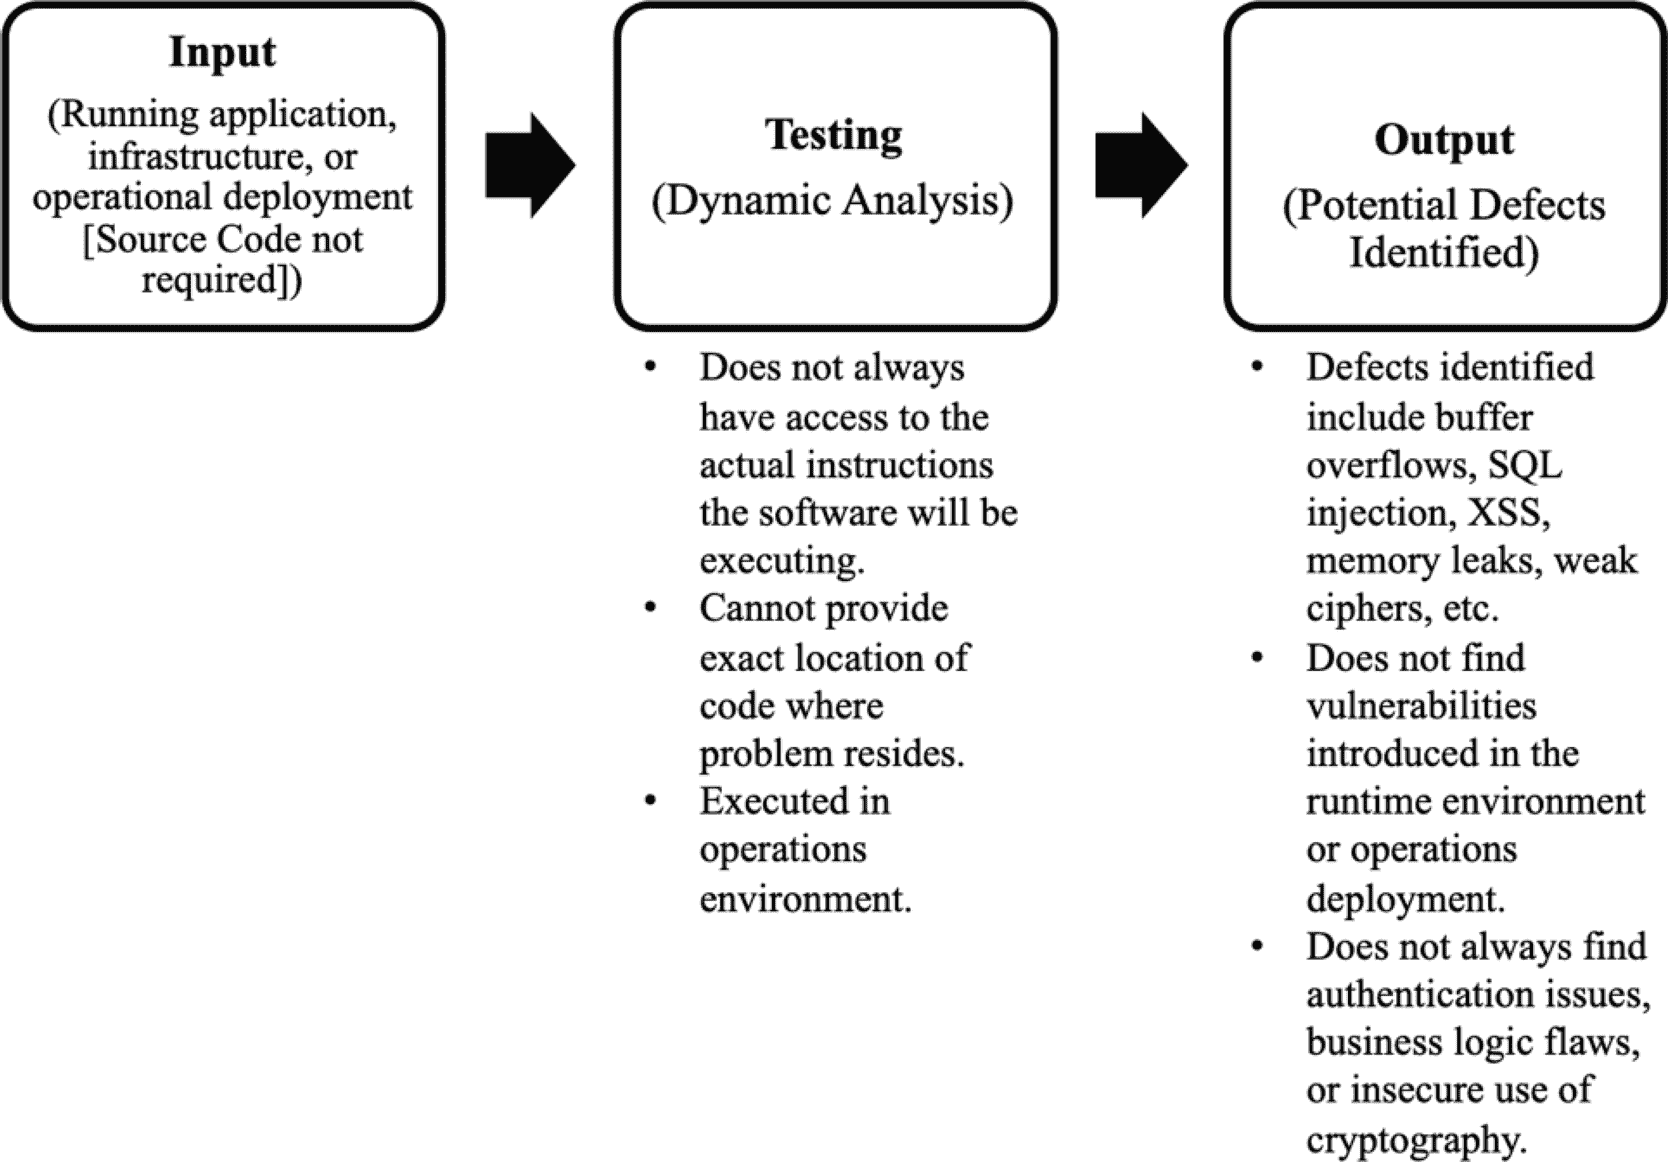 Input
(Running application,
infrastructure, or
operational deployment
[Source Code not
required])
Testing
(Dynamic Analysis)
• Does not always
have access to the
actual instructions
the software will be
executing.
• Cannot provide
exact location of
code where
problem resides.
• Executed in
operations
environment.
Output
(Potential Defects
Identified)
• Defects identified
include buffer
overflows, SQL
injection, XSS,
memory leaks, weak
ciphers, etc.
• Does not find
vulnerabilities
introduced in the
runtime environment
or operations
deployment.
• Does not always find
authentication issues,
business logic flaws,
or insecure use of
cryptography.